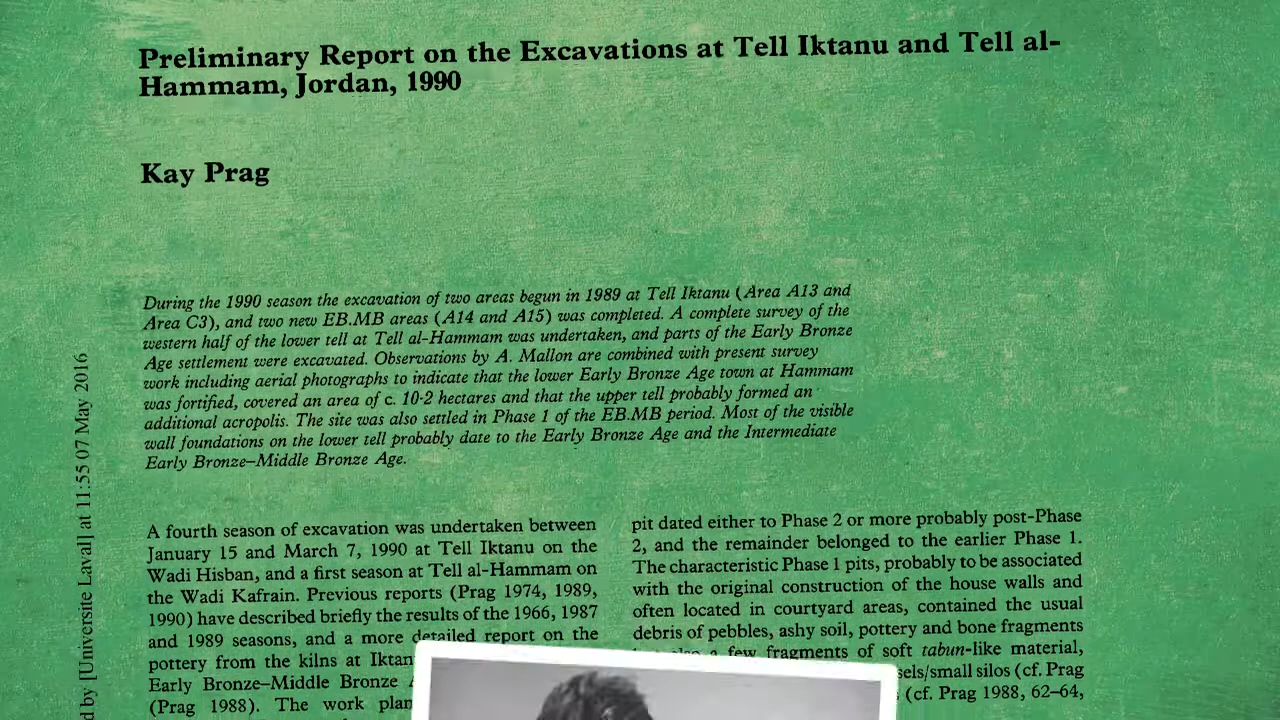 Preliminary Report on the Excavations at Tell Iktanu and Tell al-
Hammam, Jordan, 1990
Kay Prag
During the 1990 season the excavation of two areas begun in 1989 at Tell Iktanu (Area A13 and
Area C3), and two new EB.MB areas (A14 and A15) was completed. A complete survey of the
western half of the lower tell at Tell al-Hammam was undertaken, and parts of the Early Bronze
Age settlement were excavated. Observations by A. Mallon are combined with present survey
work including aerial photographs to indicate that the lower Early Bronze Age town at Hammam
was fortified, covered an area of c. 10·2 hectares and that the upper tell probably formed an
additional acropolis. The site was also settled in Phase 1 of the EB.MB period. Most of the visible
wall foundations on the lower tell probably date to the Early Bronze Age and the Intermediate
Early Bronze–Middle Bronze Age.
A fourth season of excavation was undertaken between
January 15 and March 7, 1990 at Tell Iktanu on the
Wadi Hisban, and a first season at Tell al-Hammam on
the Wadi Kafrain. Previous reports (Prag 1974, 1989,
1990) have described briefly the results of the 1966, 1987
and 1989 seasons, and a more detailed report on the
pottery from the kilns at Iktan
Early Bronze–Middle Bronze
(Prag 1988). The work plan
pit dated either to Phase 2 or more probably post-Phase
2, and the remainder belonged to the earlier Phase 1.
The characteristic Phase 1 pits, probably to be associated
with the original construction of the house walls and
often located in courtyard areas, contained the usual
debris of pebbles, ashy soil, pottery and bone fragments
a few fragments of soft tabun-like material,
sels/small silos (cf. Prag
(cf. Prag 1988, 62–64,
d by [Universite Laval] at 11:55 07 May 2016